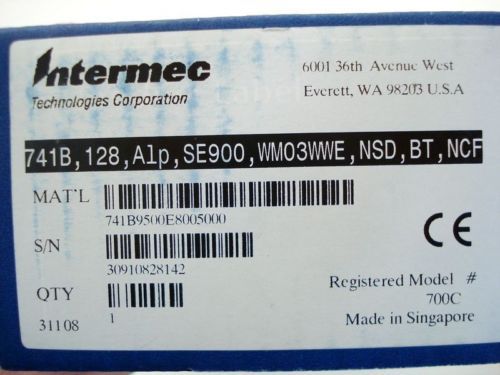 Intermec
Technologies Corporation
6001 36th Avenue West
Everett, WA 98203 U.S.A
741B,128,Alp,SE900,WM03WWE,NSD,BT,NCF
MAT'L
741B9500E8005000
S/N
30910828142
CE
QTY
1
31108
Registered Model #
700C
Made in Singapore